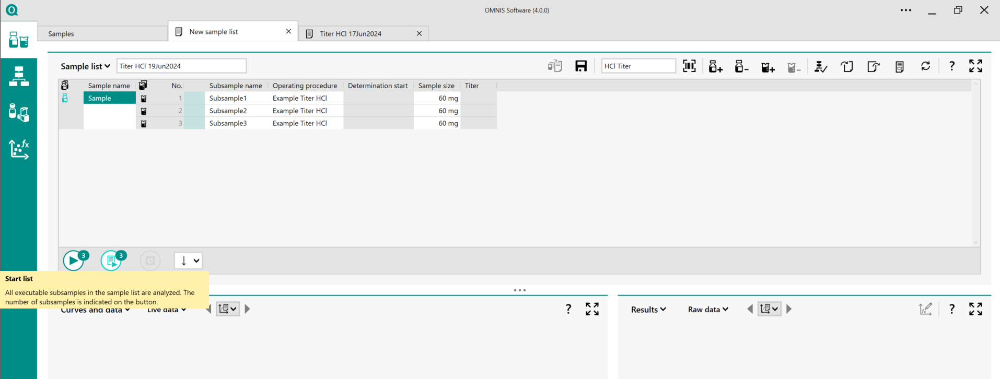 OMNIS Software (4.0.0)
Samples
New sample list
Titer HCl 17Jun2024
Sample list
Titer HCl 19Jun2024
HCl Titer
?
Sample name No. Subsample name Operating procedure Determination start Sample size Titer
Sample 1 Subsample1 Example Titer HCl 60 mg
2 Subsample2 Example Titer HCl 60 mg
3 Subsample3 Example Titer HCl 60 mg
3 3
Start list
All executable subsamples in the sample list are analyzed. The
number of subsamples is indicated on the button.
Curves and data Live data ?
Results Raw data ?
fx